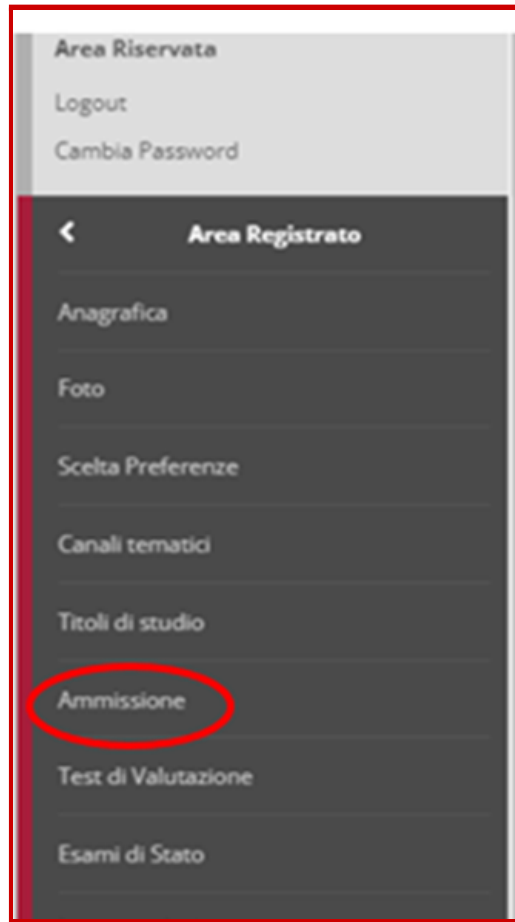 Area Riservata
Logout
Cambia Password
Area Registrato
Anagrafica
Foto
Scelta Preferenze
Canali tematici
Titoli di studio
Ammissione
Test di Valutazione
Esami di Stato